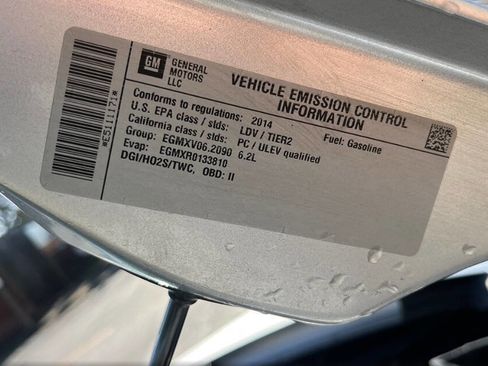 GM
GENERAL
MOTORS
LLC
VEHICLE EMISSION CONTROL
INFORMATION
Conforms to regulations: 2014 Fuel: Gasoline
U.S. EPA class / stds: LDV / TIER2
California class / stds: PC / ULEV qualified
Group: EGMXV06.2090 6.2L
Evap: EGMXR0133810
DGI/HO2S/TWC, OBD: II
*E5111171*